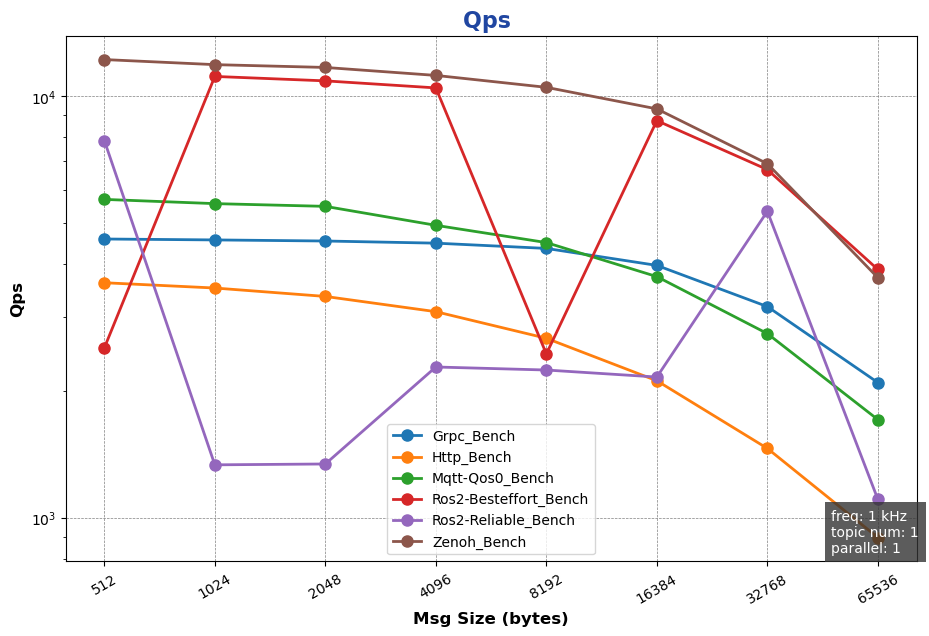 Qps
10^4
10^3
Qps
512
1024
2048
4096
8192
16384
32768
65536
Msg Size (bytes)
Grpc_Bench
Http_Bench
Mqtt-Qos0_Bench
Ros2-Besteffort_Bench
Ros2-Reliable_Bench
Zenoh_Bench
freq: 1 kHz
topic num: 1
parallel: 1